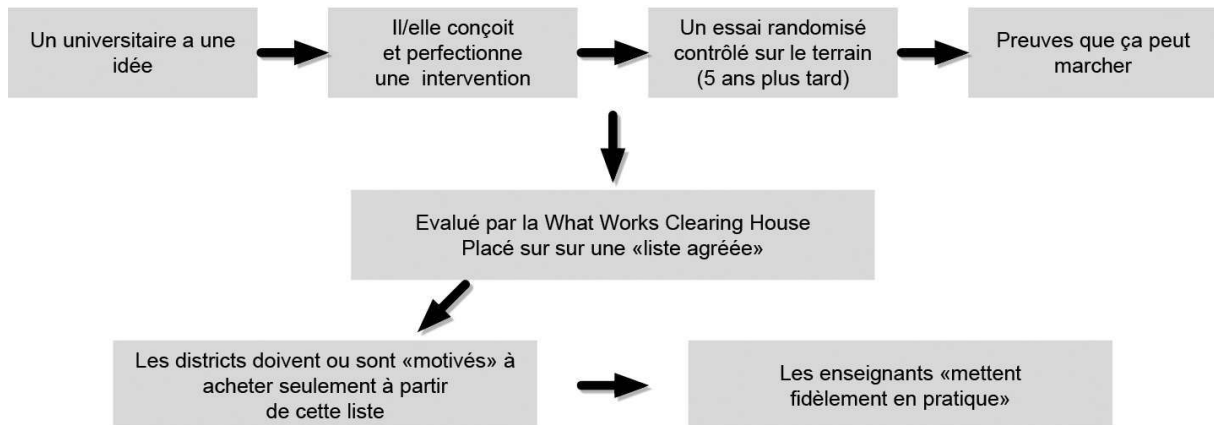 Un universitaire a une
idée
Il/elle conçoit
et perfectionne
une intervention
Un essai randomisé
contrôlé sur le terrain
(5 ans plus tard)
Preuves que ça peut
marcher
Evalué par la What Works Clearing House
Placé sur sur une «liste agréée»
Les districts doivent ou sont «motivés» à
acheter seulement à partir
de cette liste
Les enseignants «mettent
fidèlement en pratique»